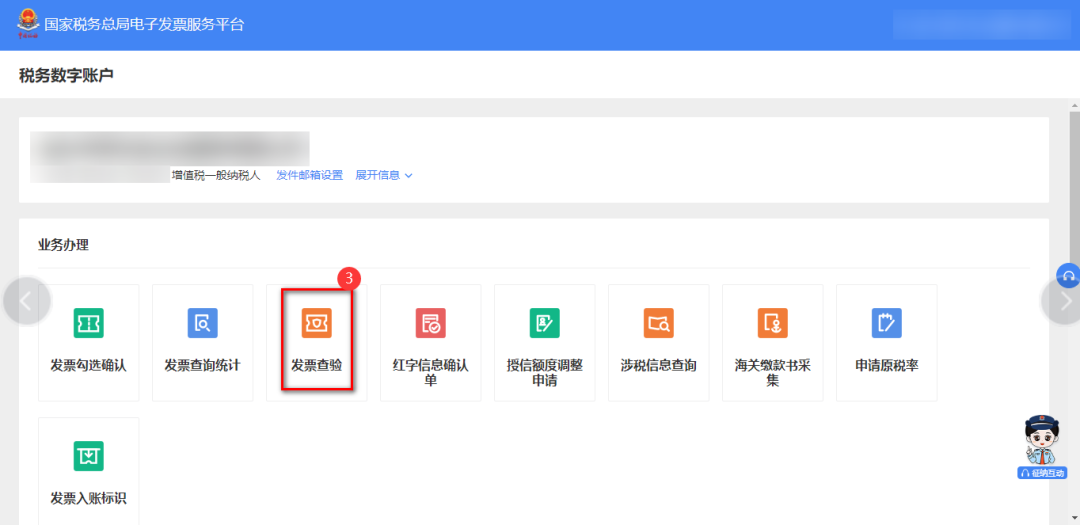 国家税务总局电子发票服务平台
税务数字账户
增值税一般纳税人 发件邮箱设置 展开信息
业务办理
3
发票勾选确认
发票查询统计
发票查验
红字信息确认
单
授信额度调整
申请
涉税信息查询
海关缴款书采
集
申请原税率
发票入账标识
征纳互动